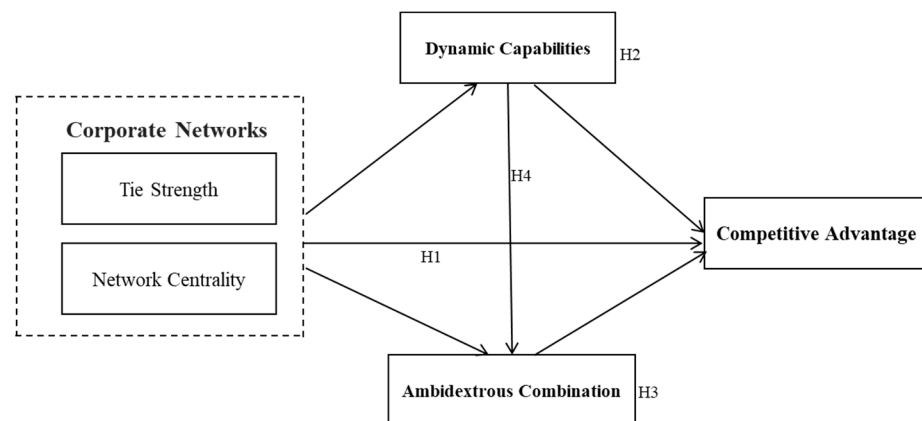 Dynamic Capabilities
H2
Corporate Networks
Tie Strength
H4
Competitive Advantage
H1
Network Centrality
Ambidextrous Combination
H3